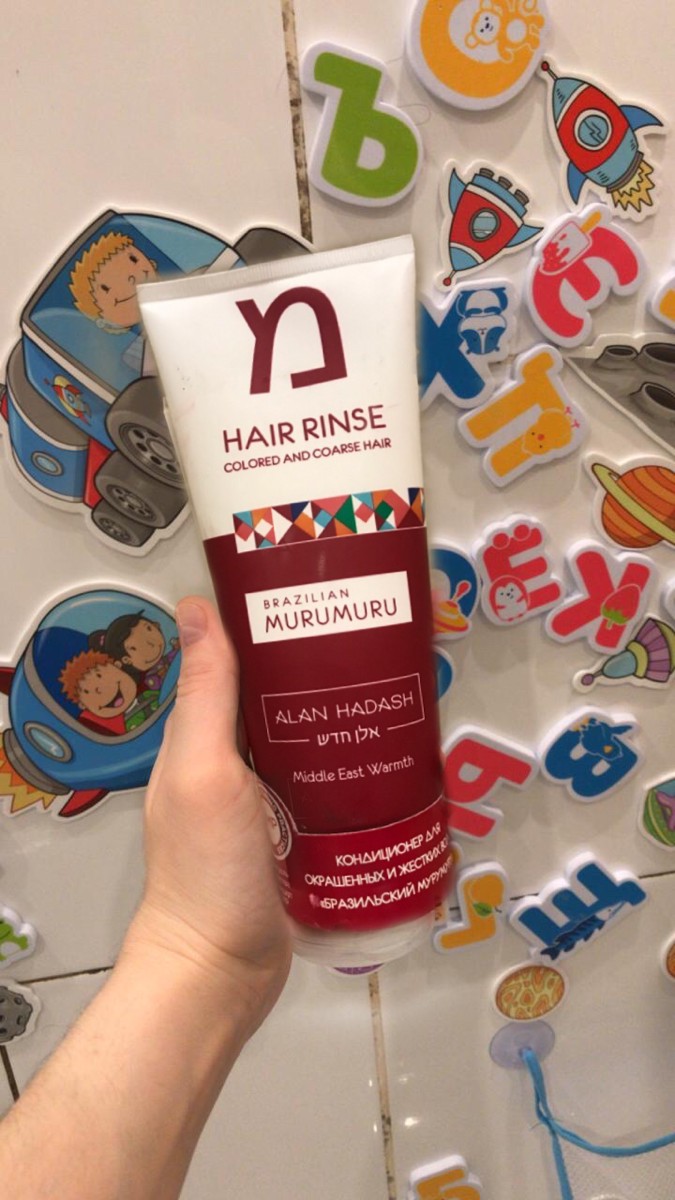 Ъ
מ
HAIR RINSE
COLORED AND COARSE HAIR
BRAZILIAN
MURUMURU
ALAN HADASH
אלן חדש
Middle East Warmth
КОНДИЦИОНЕР ДЛЯ
ОКРАШЕННЫХ И ЖЕСТКИХ
«БРАЗИЛЬСКИЙ
Х
П
Ё
К
Ы
В
Ч
Щ